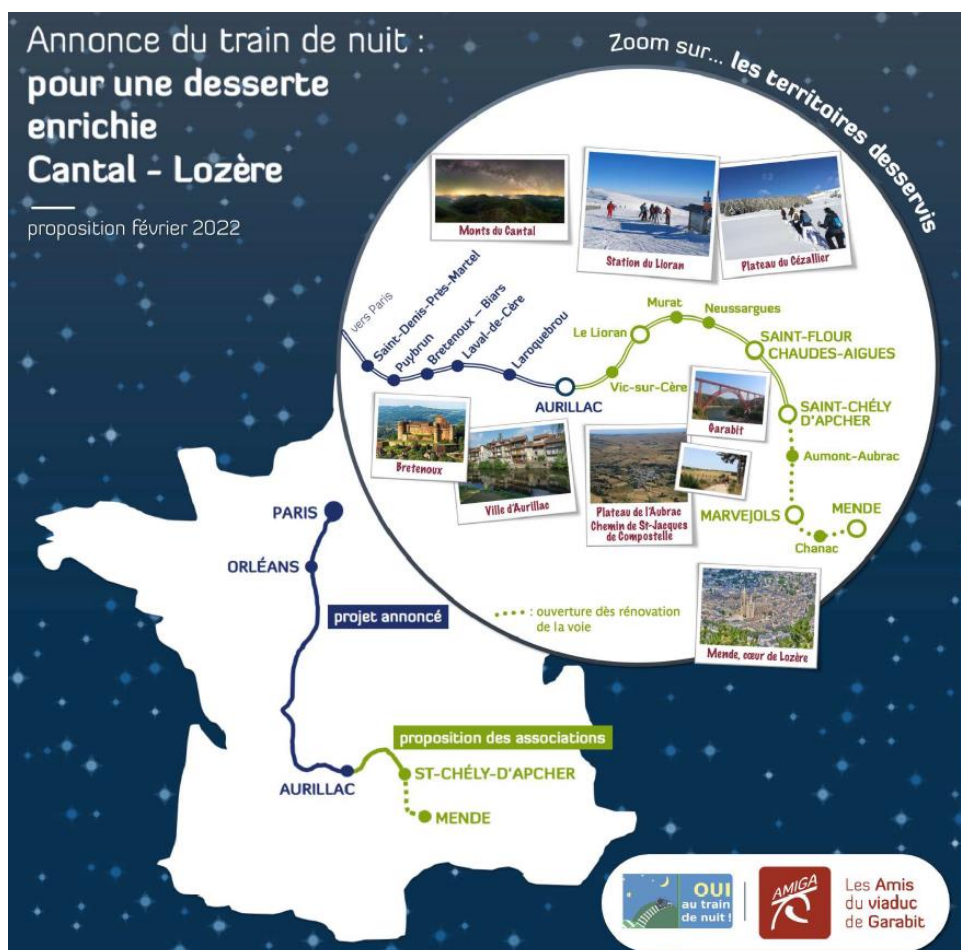 Annonce du train de nuit :
pour une desserte
enrichie
Cantal - Lozère
proposition février 2022
Zoom sur... les territoires desservis
Monts du Cantal
Station du Lioran
Plateau du Cézallier
vers Paris
Saint-Denis-Près-Martel
Puybrun
Bretenoux – Biars
Laval-de-Cère
Laroquebrou
AURILLAC
Vic-sur-Cère
Le Lioran
Murat
Neussargues
SAINT-FLOUR
CHAUDES-AIGUES
SAINT-CHÉLY
D'APCHER
Aumont-Aubrac
MARVEJOLS
MENDE
Chanac
Garabit
Bretenoux
Ville d'Aurillac
Plateau de l'Aubrac
Chemin de St-Jacques
de Compostelle
: ouverture dès rénovation
de la voie
Mende, cœur de Lozère
PARIS
ORLÉANS
projet annoncé
proposition des associations
AURILLAC
ST-CHÉLY-D'APCHER
MENDE
OUI
au train
de nuit !
AMIGA
Les Amis
du viaduc
de Garabit